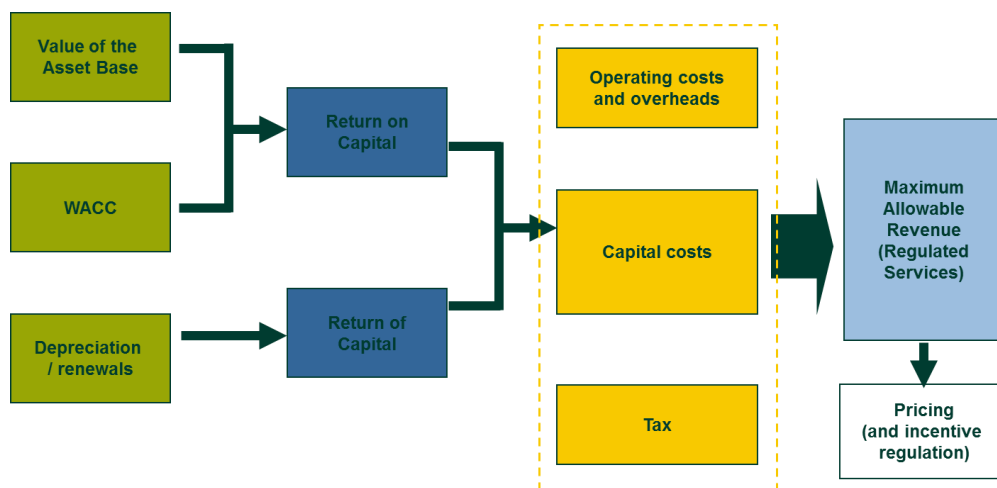 Value of the
Asset Base
WACC
Depreciation
/ renewals
Return on
Capital
Return of
Capital
Operating costs
and overheads
Capital costs
Tax
Maximum
Allowable
Revenue
(Regulated
Services)
Pricing
(and incentive
regulation)